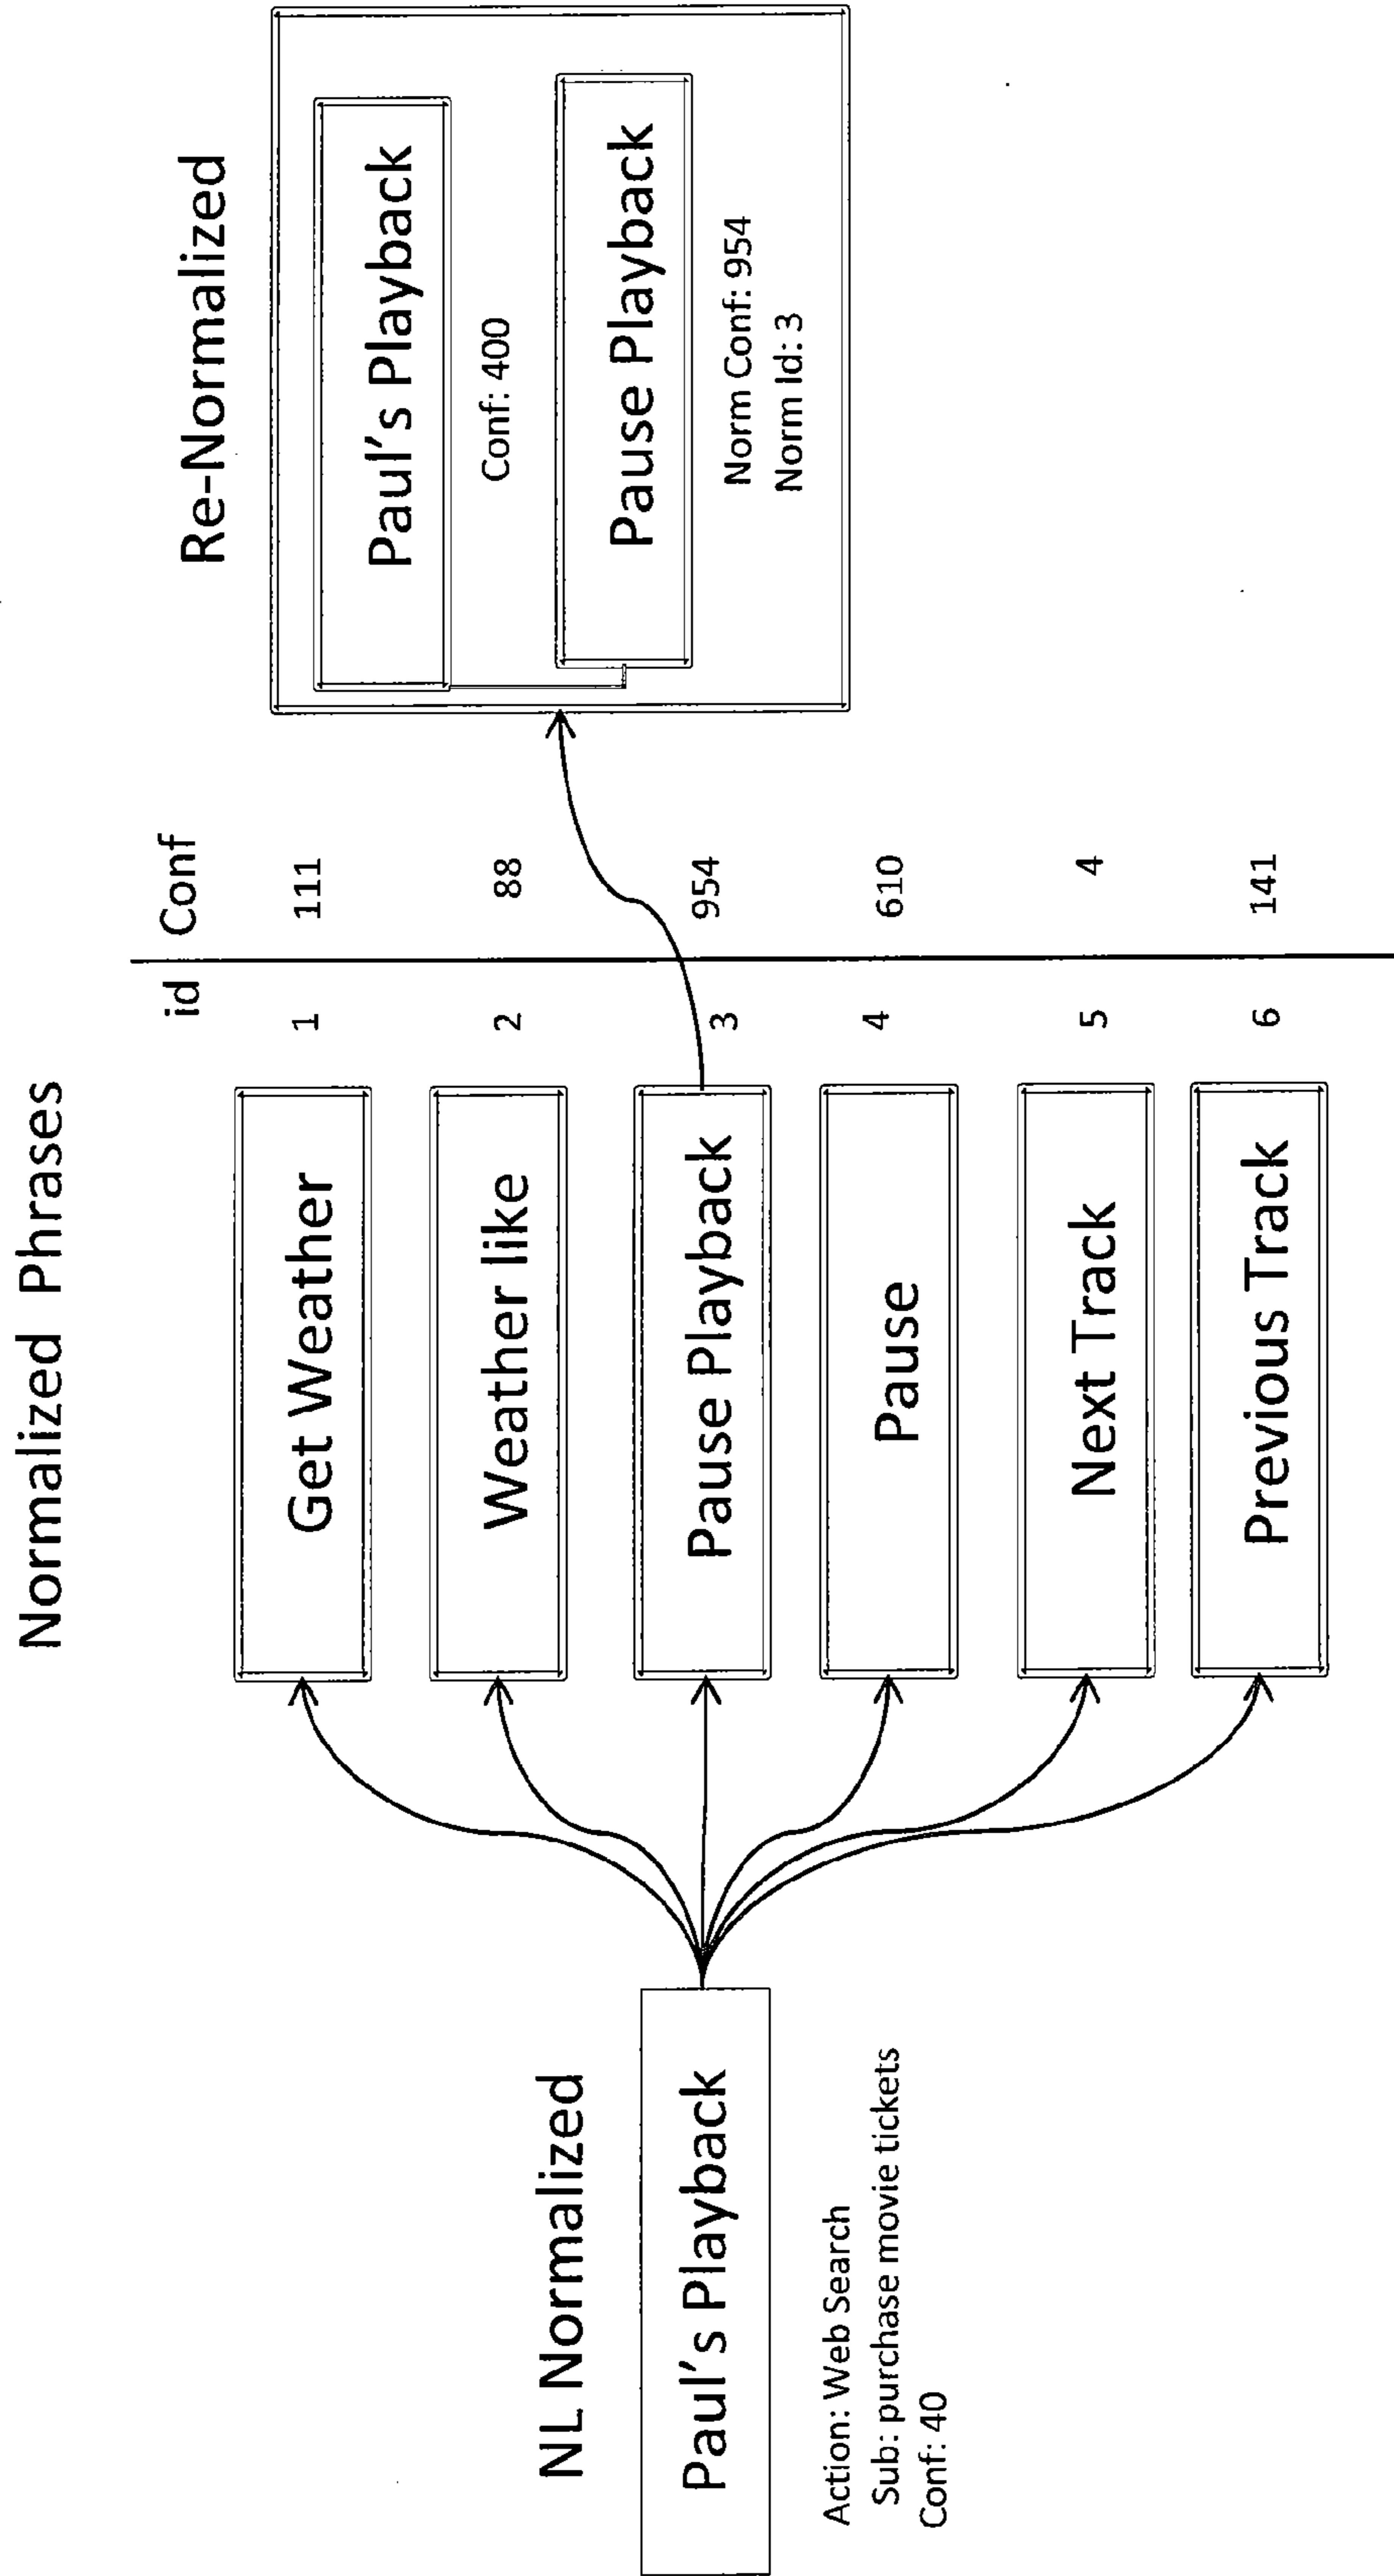 Normalized Phrases
id Conf
Re-Normalized
NL Normalized
Paul's Playback
Action: Web Search
Sub: purchase movie tickets
Conf: 40
Get Weather 1 111
Weather like 2 88
Pause Playback 3 954
Pause 4 610
Next Track 5 4
Previous Track 6 141
Paul's Playback
Conf: 400
Pause Playback
Norm Conf: 954
Norm Id: 3